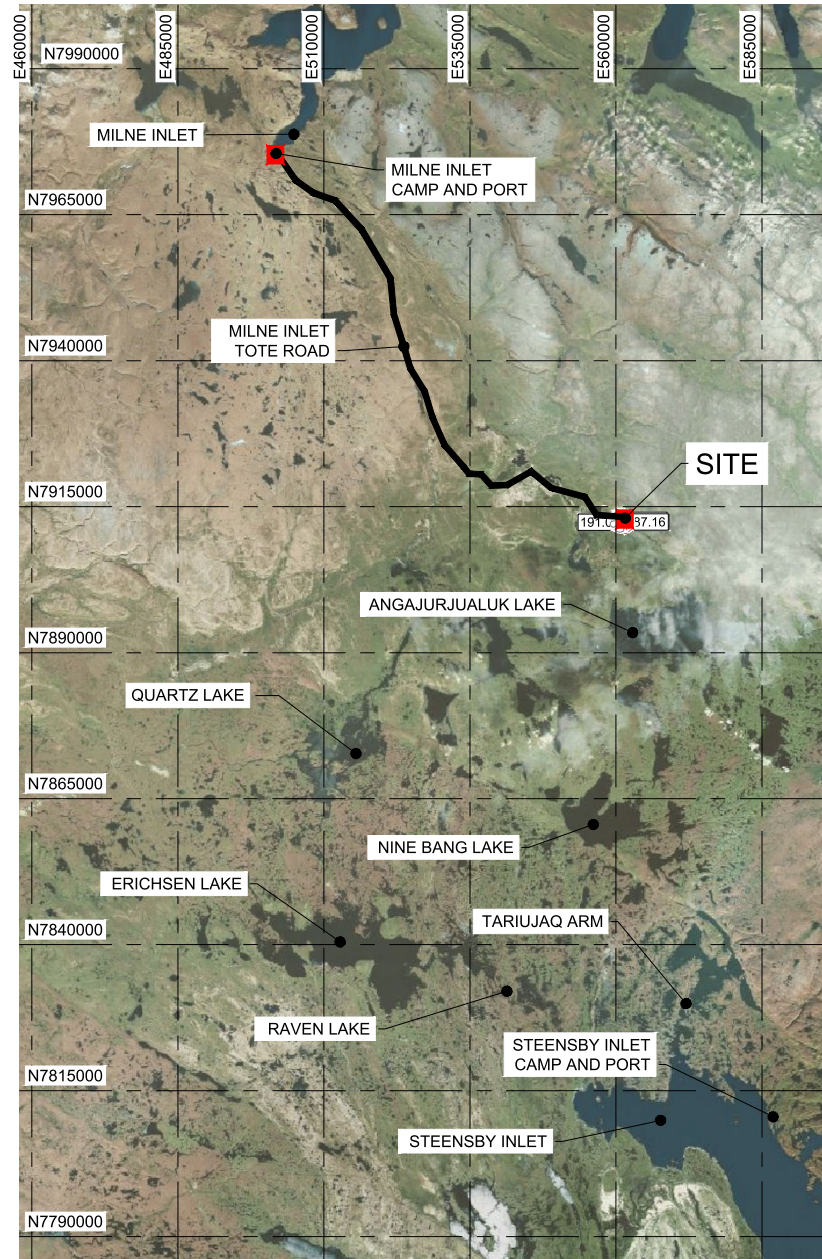 E460000
E485000
E510000
E535000
E560000
E585000
N7990000
MILNE INLET
MILNE INLET
CAMP AND PORT
N7965000
MILNE INLET
TOTE ROAD
N7940000
SITE
N7915000
87.16
ANGAJURJUALUK LAKE
N7890000
QUARTZ LAKE
N7865000
NINE BANG LAKE
ERICHSEN LAKE
TARIUJAQ ARM
N7840000
RAVEN LAKE
STEENSBY INLET
CAMP AND PORT
N7815000
STEENSBY INLET
N7790000